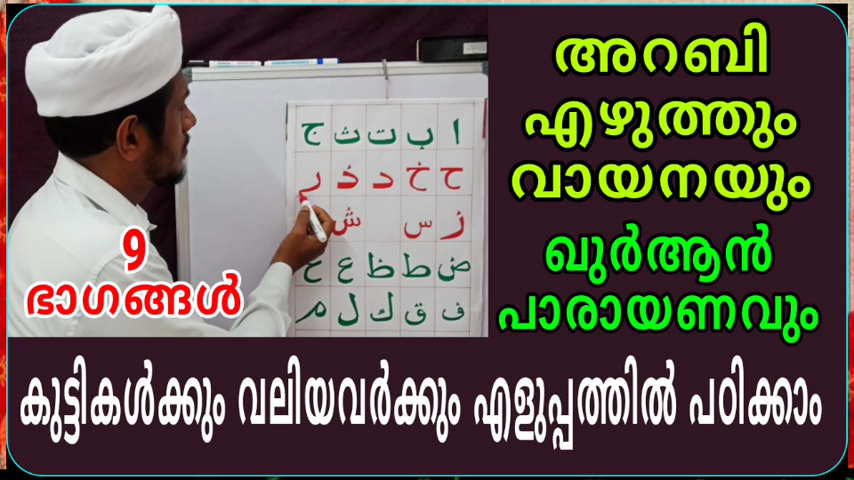 അറബി
എഴുത്തും
വായനയും
ഖുർആൻ
പാരായണവും
9
ഭാഗങ്ങൾ
ا ب ت ث ج
ح خ د ذ ر
ز س ش
ض ط ظ ع غ
ف ق ك ل م
കുട്ടികൾക്കും വലിയവർക്കും എളുപ്പത്തിൽ പഠിക്കാം